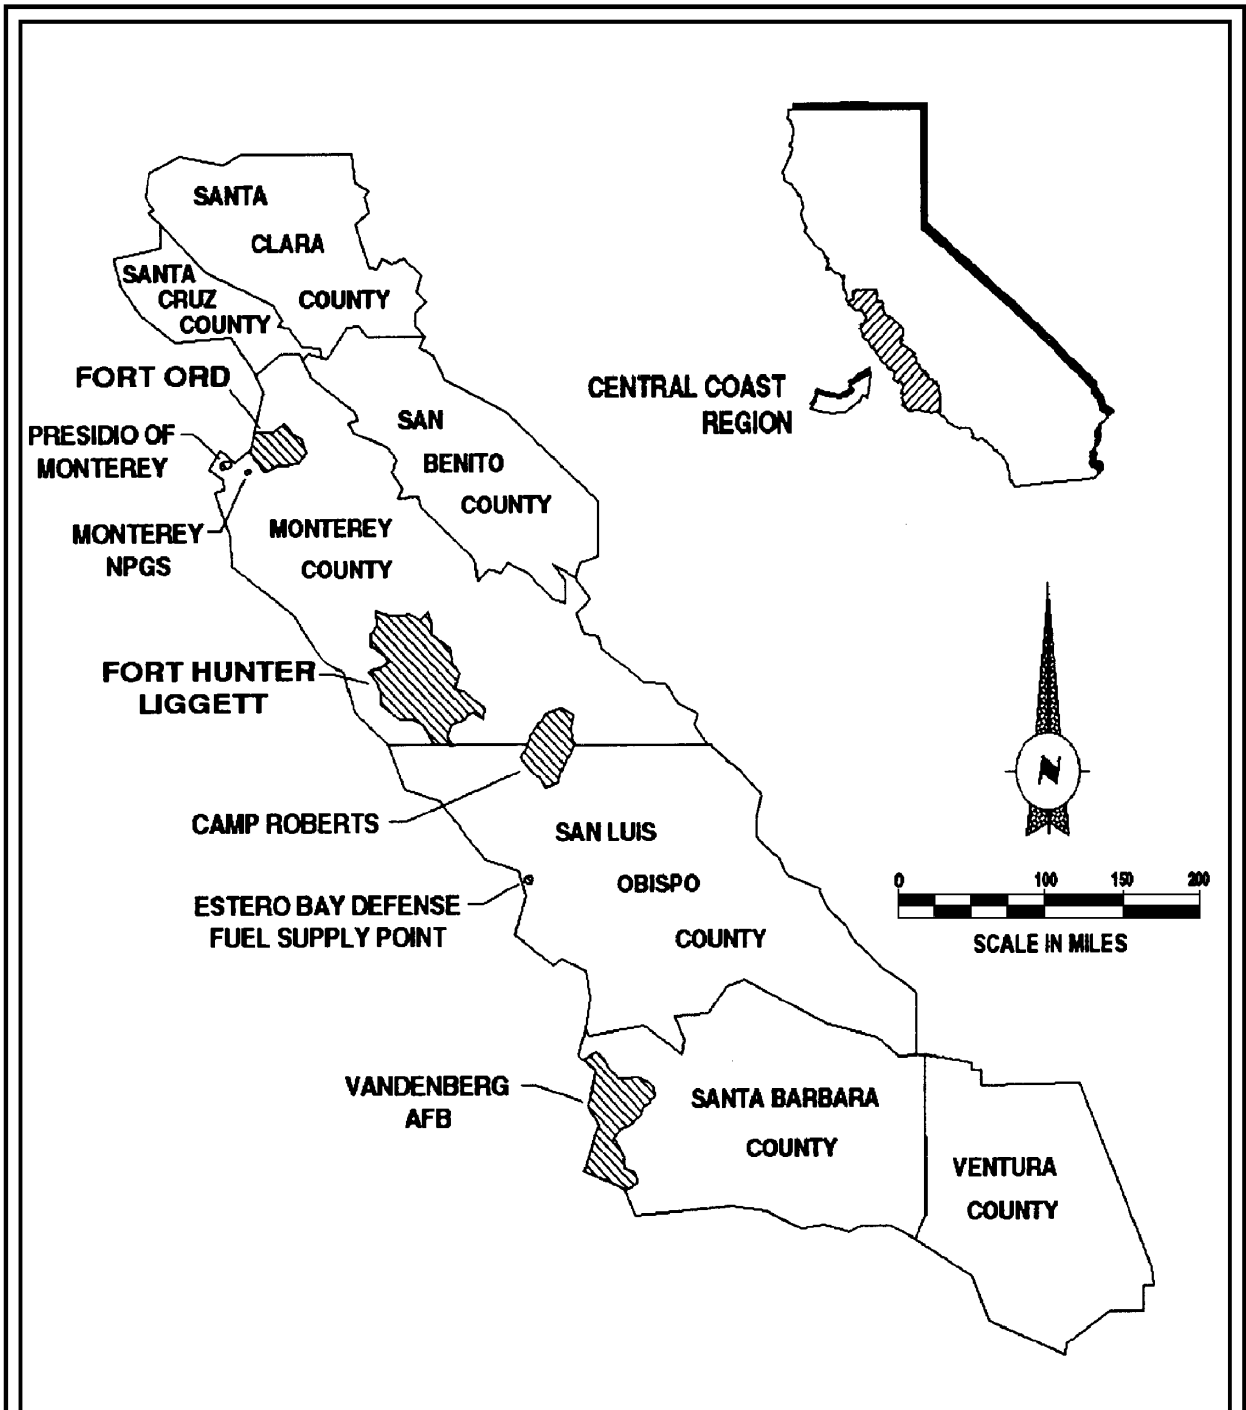 SANTA
CLARA
COUNTY
SANTA
CRUZ
COUNTY
FORT ORD
PRESIDIO OF
MONTEREY
MONTEREY
NPGS
SAN
BENITO
COUNTY
MONTEREY
COUNTY
FORT HUNTER
LIGGETT
CAMP ROBERTS
SAN LUIS
OBISPO
COUNTY
ESTERO BAY DEFENSE
FUEL SUPPLY POINT
VANDENBERG
AFB
SANTA BARBARA
COUNTY
VENTURA
COUNTY
CENTRAL COAST
REGION
N
0 100 150 200
SCALE IN MILES